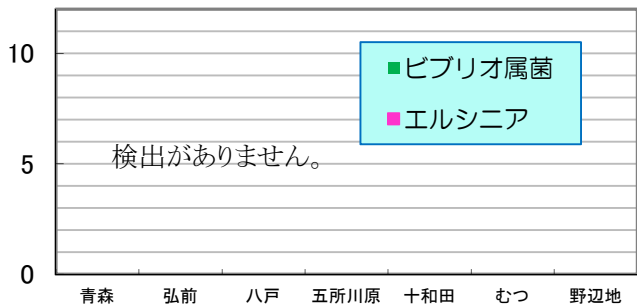 10
ビブリオ属菌
エルシニア
検出がありません。
5
0
青森 弘前 八戸 五所川原 十和田 むつ 野辺地